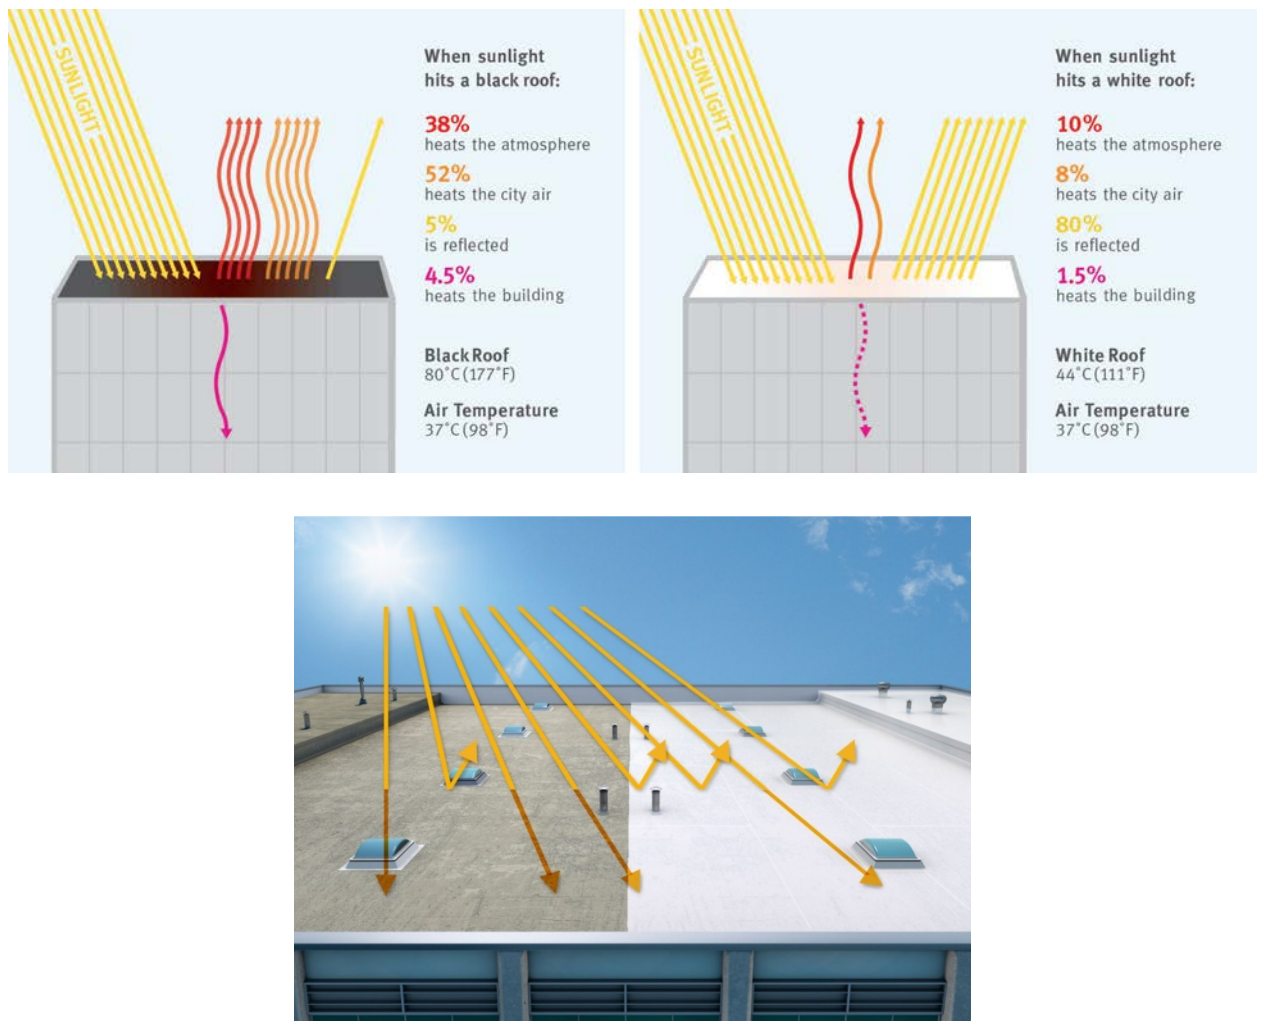 SUNLIGHT
When sunlight
hits a black roof:
38%
heats the atmosphere
52%
heats the city air
5%
is reflected
4.5%
heats the building
Black Roof
80°C(177°F)
Air Temperature
37°C(98°F)
SUNLIGHT
When sunlight
hits a white roof:
10%
heats the atmosphere
8%
heats the city air
80%
is reflected
1.5%
heats the building
White Roof
44°C(111°F)
Air Temperature
37°C(98°F)